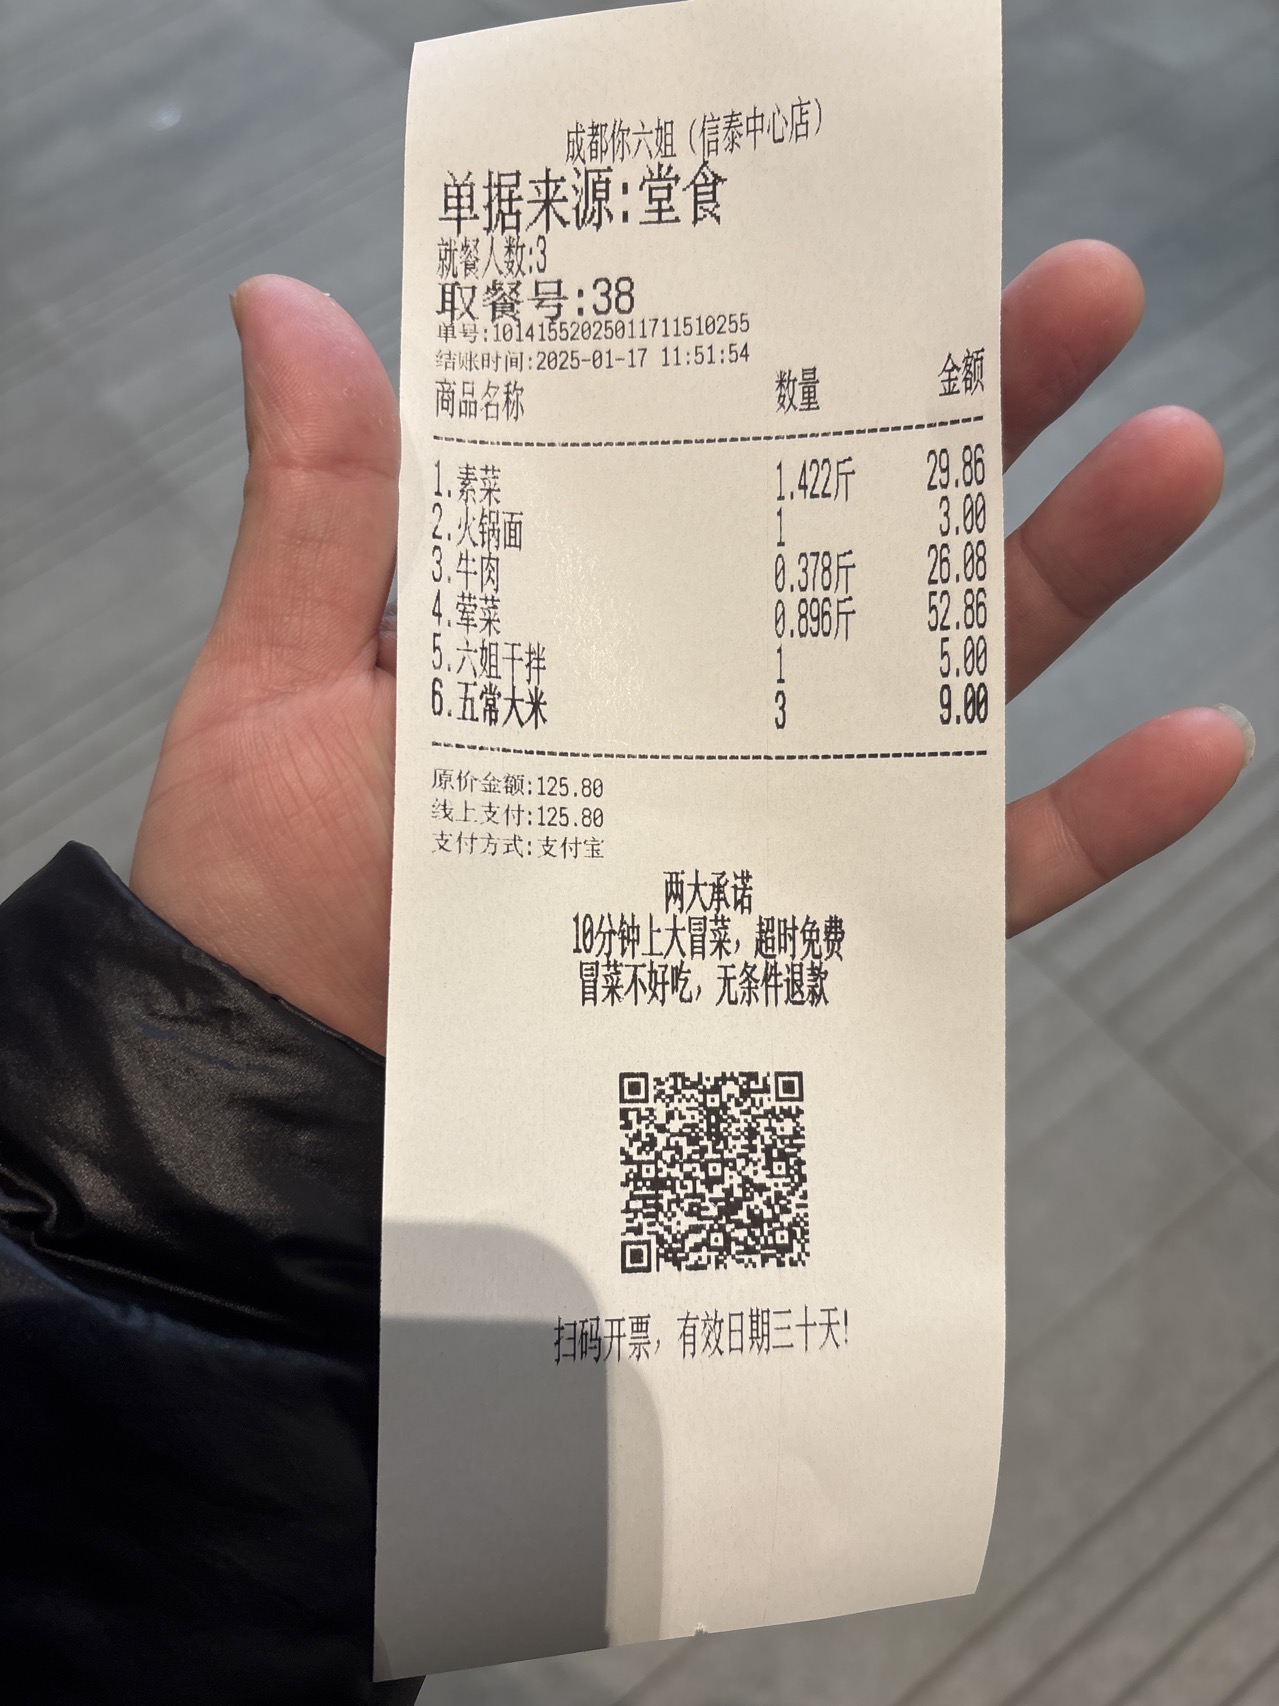 成都你六姐（信泰中心店）
单据来源:堂食
就餐人数:3
取餐号:38
单号:10141552025011711510255
结账时间:2025-01-17 11:51:54
商品名称 数量 金额
1.素菜 1.422斤 29.86
2.火锅面 1 3.00
3.牛肉 0.378斤 26.08
4.荤菜 0.896斤 52.86
5.六姐干拌 1 5.00
6.五常大米 3 9.00
原价金额:125.80
线上支付:125.80
支付方式:支付宝
两大承诺
10分钟上大冒菜，超时免费
冒菜不好吃，无条件退款
扫码开票，有效日期三十天!